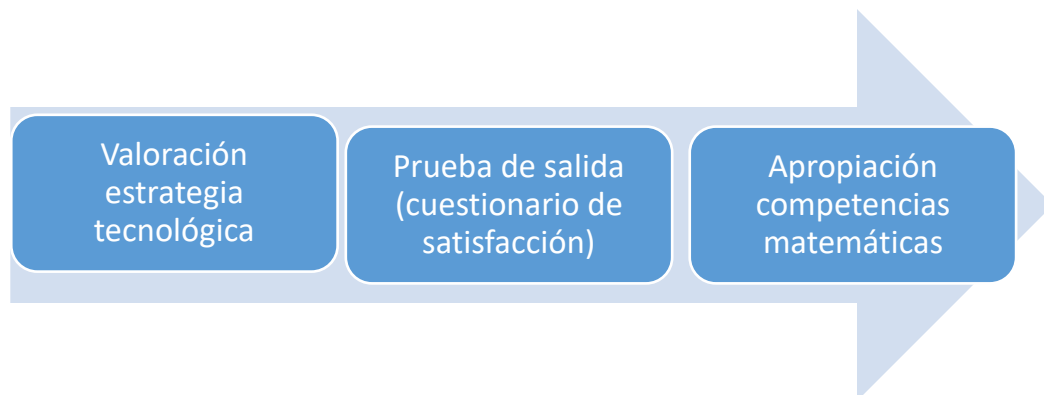 Valoración
estrategia
tecnológica
Prueba de salida
(cuestionario de
satisfacción)
Apropiación
competencias
matemáticas